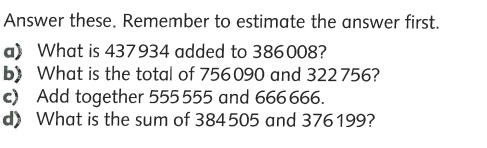 Answer these. Remember to estimate the answer first.
a) What is 437934 added to 386008?
b) What is the total of 756090 and 322756?
c) Add together 555555 and 666666.
d) What is the sum of 384505 and 376199?